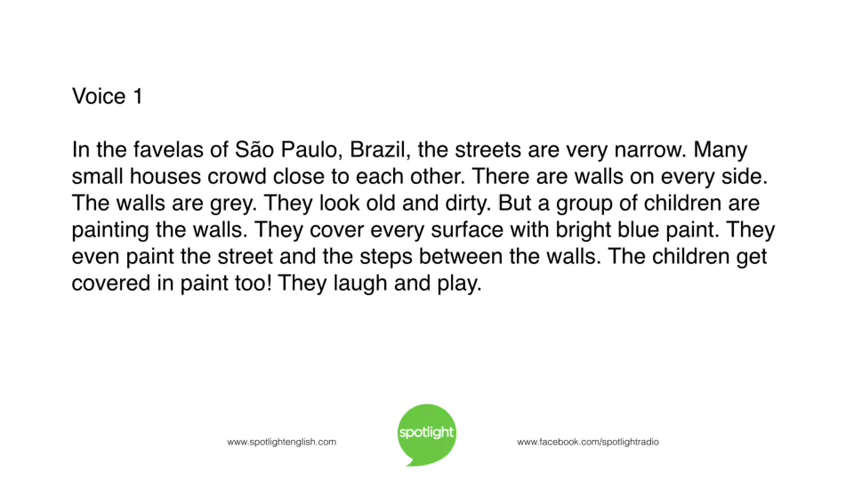 Voice 1
In the favelas of São Paulo, Brazil, the streets are very narrow. Many
small houses crowd close to each other. There are walls on every side.
The walls are grey. They look old and dirty. But a group of children are
painting the walls. They cover every surface with bright blue paint. They
even paint the street and the steps between the walls. The children get
covered in paint too! They laugh and play.
spotlight
www.spotlightenglish.com
www.facebook.com/spotlightradio